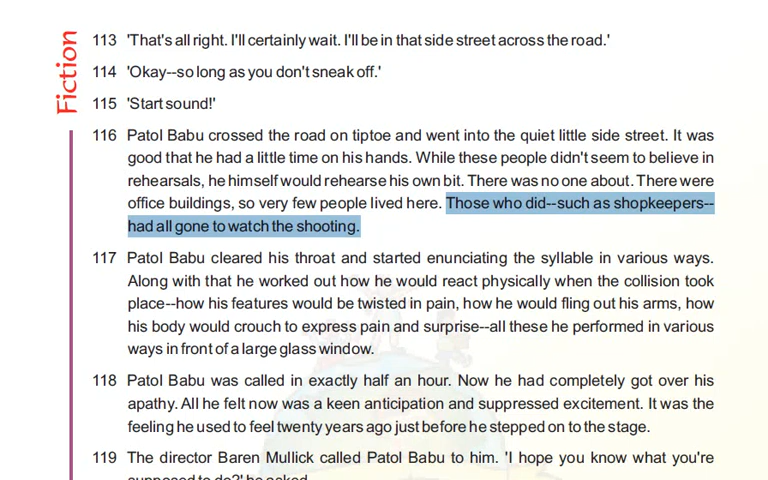 Fiction
113 'That's all right. I'll certainly wait. I'll be in that side street across the road.'
114 'Okay--so long as you don't sneak off.'
115 'Start sound!'
116 Patol Babu crossed the road on tiptoe and went into the quiet little side street. It was
good that he had a little time on his hands. While these people didn't seem to believe in
rehearsals, he himself would rehearse his own bit. There was no one about. There were
office buildings, so very few people lived here. Those who did--such as shopkeepers--
had all gone to watch the shooting.
117 Patol Babu cleared his throat and started enunciating the syllable in various ways.
Along with that he worked out how he would react physically when the collision took
place--how his features would be twisted in pain, how he would fling out his arms, how
his body would crouch to express pain and surprise--all these he performed in various
ways in front of a large glass window.
118 Patol Babu was called in exactly half an hour. Now he had completely got over his
apathy. All he felt now was a keen anticipation and suppressed excitement. It was the
feeling he used to feel twenty years ago just before he stepped on to the stage.
119 The director Baren Mullick called Patol Babu to him. 'I hope you know what you're
supposed to do?' he asked.